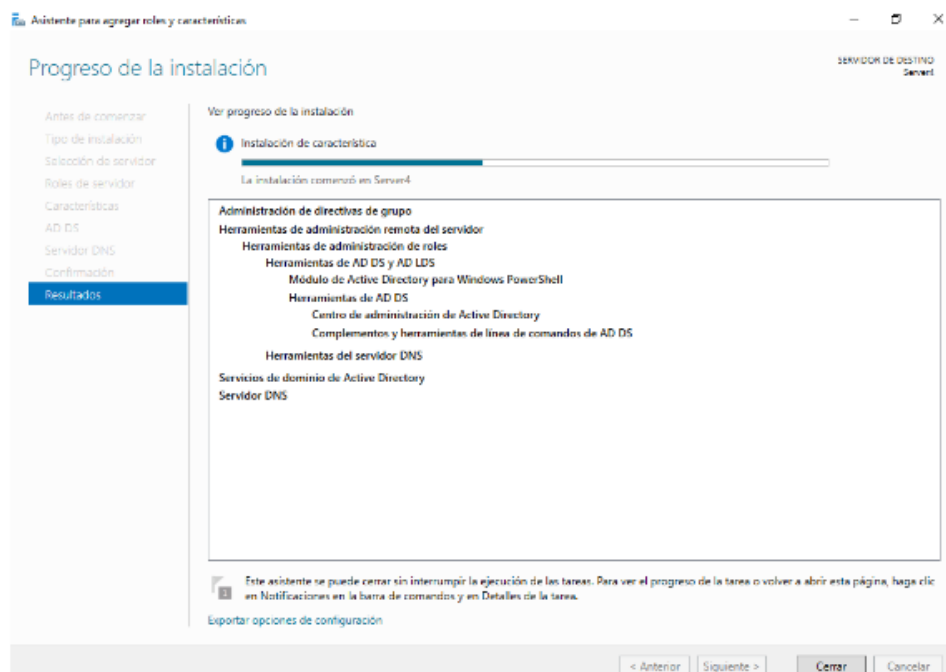 Asistente para agregar roles y características
Progreso de la instalación
SERVIDOR DE DESTINO
Server4
Antes de comenzar
Tipo de instalación
Selección de servidor
Roles de servidor
Características
AD DS
Servidor DNS
Confirmación
Resultados
Ver progreso de la instalación
Instalación de característica
La instalación comenzó en Server4
Administración de directivas de grupo
Herramientas de administración remota del servidor
Herramientas de administración de roles
Herramientas de AD DS y AD LDS
Módulo de Active Directory para Windows PowerShell
Herramientas de AD DS
Centro de administración de Active Directory
Complementos y herramientas de línea de comandos de AD DS
Herramientas del servidor DNS
Servicios de dominio de Active Directory
Servidor DNS
Este asistente se puede cerrar sin interrumpir la ejecución de las tareas. Para ver el progreso de la tarea o volver a abrir esta página, haga clic
en Notificaciones en la barra de comandos y en Detalles de la tarea.
Exportar opciones de configuración
< Anterior Siguiente > Cerrar Cancelar